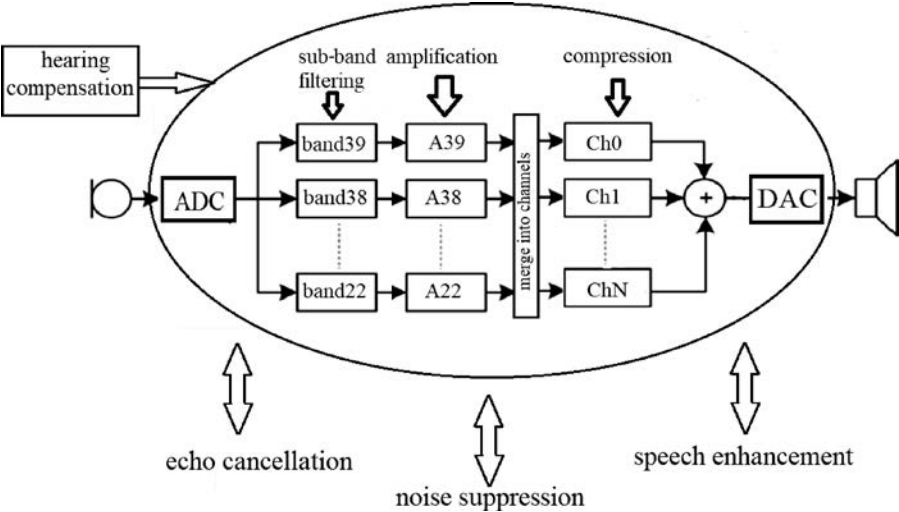 hearing
compensation
sub-band
filtering
amplification
compression
band39
A39
Ch0
ADC
band38
A38
merge into channels
Ch1
+
DAC
band22
A22
ChN
echo cancellation
noise suppression
speech enhancement